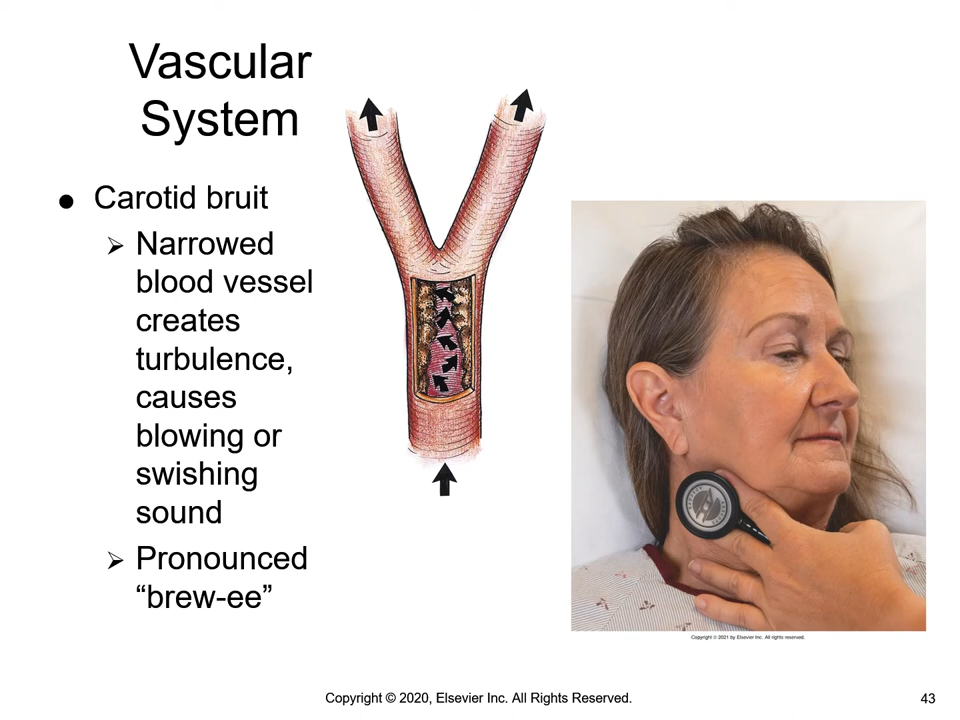 Vascular
System
● Carotid bruit
➢ Narrowed
blood vessel
creates
turbulence,
causes
blowing or
swishing
sound
➢ Pronounced
“brew-ee”
Copyright © 2021 by Elsevier Inc. All rights reserved.
Copyright © 2020, Elsevier Inc. All Rights Reserved.
43